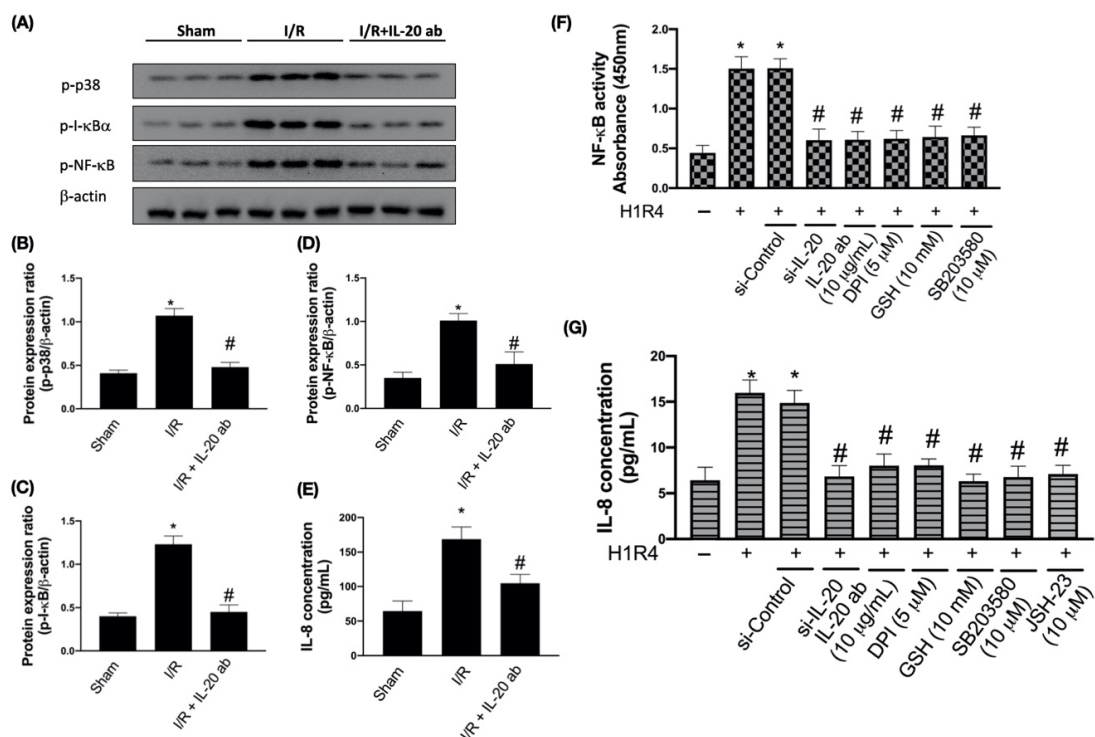 (A)
Sham I/R I/R+IL-20 ab
p-p38
p-I-κBα
p-NF-κB
β-actin
(B)
Protein expression ratio
(p-p38/β-actin)
1.5
1.0
0.5
0.0
*
#
Sham
I/R
I/R + IL-20 ab
(D)
Protein expression ratio
(p-NF-κB/β-actin)
1.5
1.0
0.5
0.0
*
#
Sham
I/R
I/R + IL-20 ab
(C)
Protein expression ratio
(p-I-κB/β-actin)
1.5
1.0
0.5
0.0
*
#
Sham
I/R
I/R + IL-20 ab
(E)
IL-8 concentration
(pg/mL)
200
150
100
50
0
*
#
Sham
I/R
I/R + IL-20 ab
(F)
NF-κB activity
Absorbance (450nm)
2.0
1.5
1.0
0.5
0.0
* * # # # # #
H1R4 − + + + + + + +
si-Control
si-IL-20
IL-20 ab
(10 μg/mL)
DPI (5 μM)
GSH (10 mM)
SB203580
(10 μM)
(G)
IL-8 concentration
(pg/mL)
20
15
10
5
0
* * # # # # # #
H1R4 − + + + + + + + +
si-Control
si-IL-20
IL-20 ab
(10 μg/mL)
DPI (5 μM)
GSH (10 mM)
SB203580
(10 μM)
JSH-23
(10 μM)